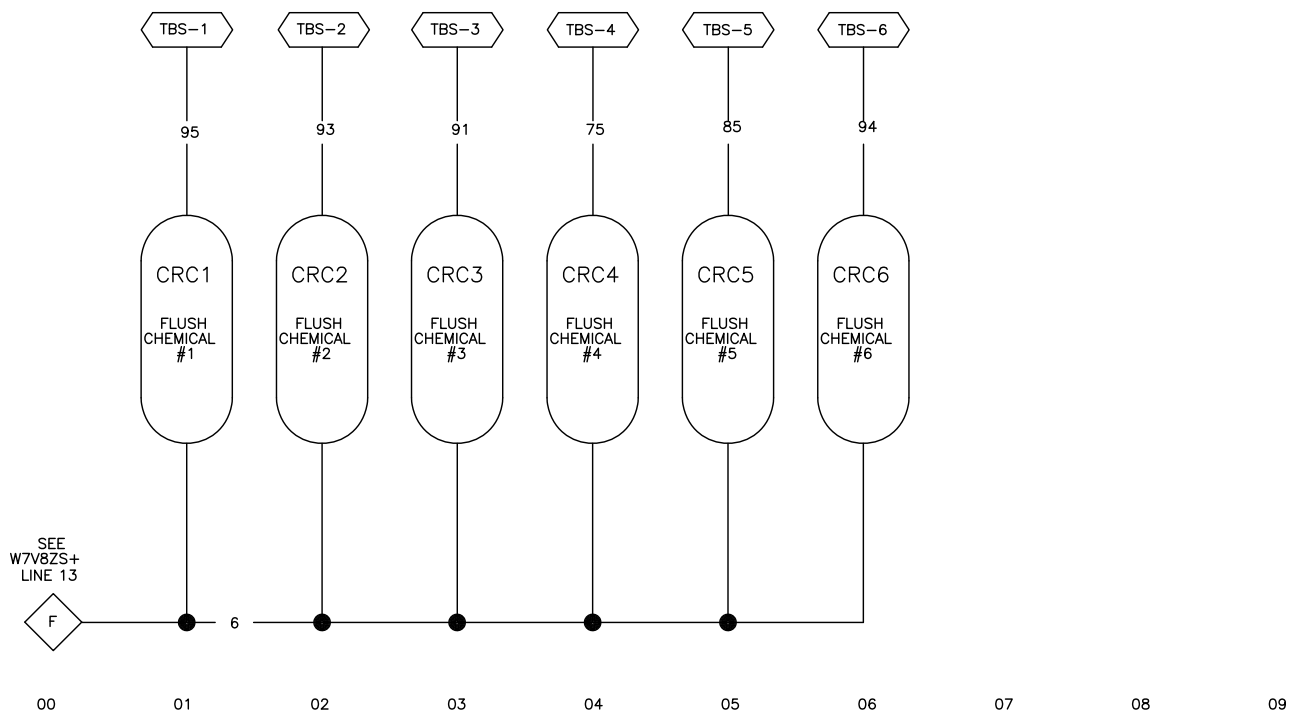 TBS-1 TBS-2 TBS-3 TBS-4 TBS-5 TBS-6
95 93 91 75 85 94
CRC1 CRC2 CRC3 CRC4 CRC5 CRC6
FLUSH FLUSH FLUSH FLUSH FLUSH FLUSH
CHEMICAL CHEMICAL CHEMICAL CHEMICAL CHEMICAL CHEMICAL
#1 #2 #3 #4 #5 #6
SEE
W7V8ZS+
LINE 13
F 6
00 01 02 03 04 05 06 07 08 09